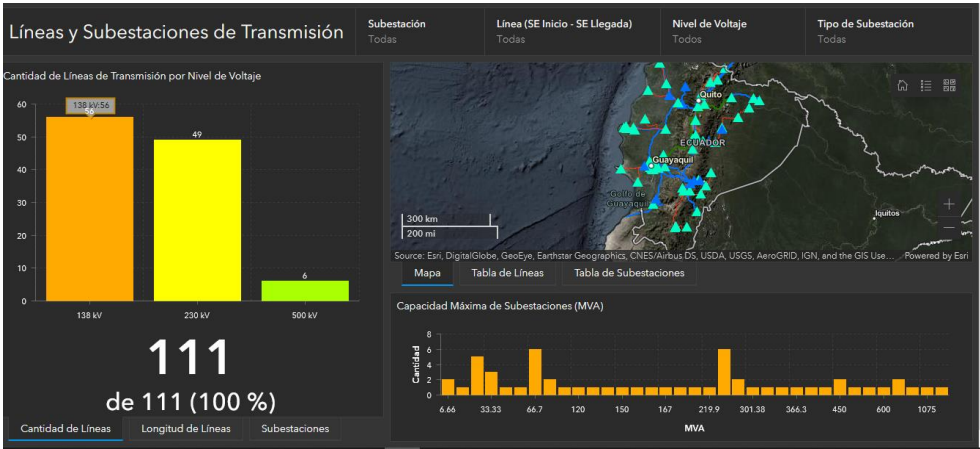 Líneas y Subestaciones de Transmisión
Subestación
Todas
Línea (SE Inicio - SE Llegada)
Todas
Nivel de Voltaje
Todos
Tipo de Subestación
Todas
Cantidad de Líneas de Transmisión por Nivel de Voltaje
60
50
40
30
20
10
0
138 kV:56
56
49
6
138 kV
230 kV
500 kV
111
de 111 (100 %)
Cantidad de Líneas
Longitud de Líneas
Subestaciones
Quito
ECUADOR
Guayaquil
Golfo de
Guayaquil
Iquitos
300 km
200 mi
Source: Esri, DigitalGlobe, GeoEye, Earthstar Geographics, CNES/Airbus DS, USDA, USGS, AeroGRID, IGN, and the GIS Use...
Powered by Esri
Mapa
Tabla de Líneas
Tabla de Subestaciones
Capacidad Máxima de Subestaciones (MVA)
Cantidad
8
6
4
2
0
6.66
33.33
66.7
120
150
167
219.9
301.38
366.3
450
600
1075
MVA